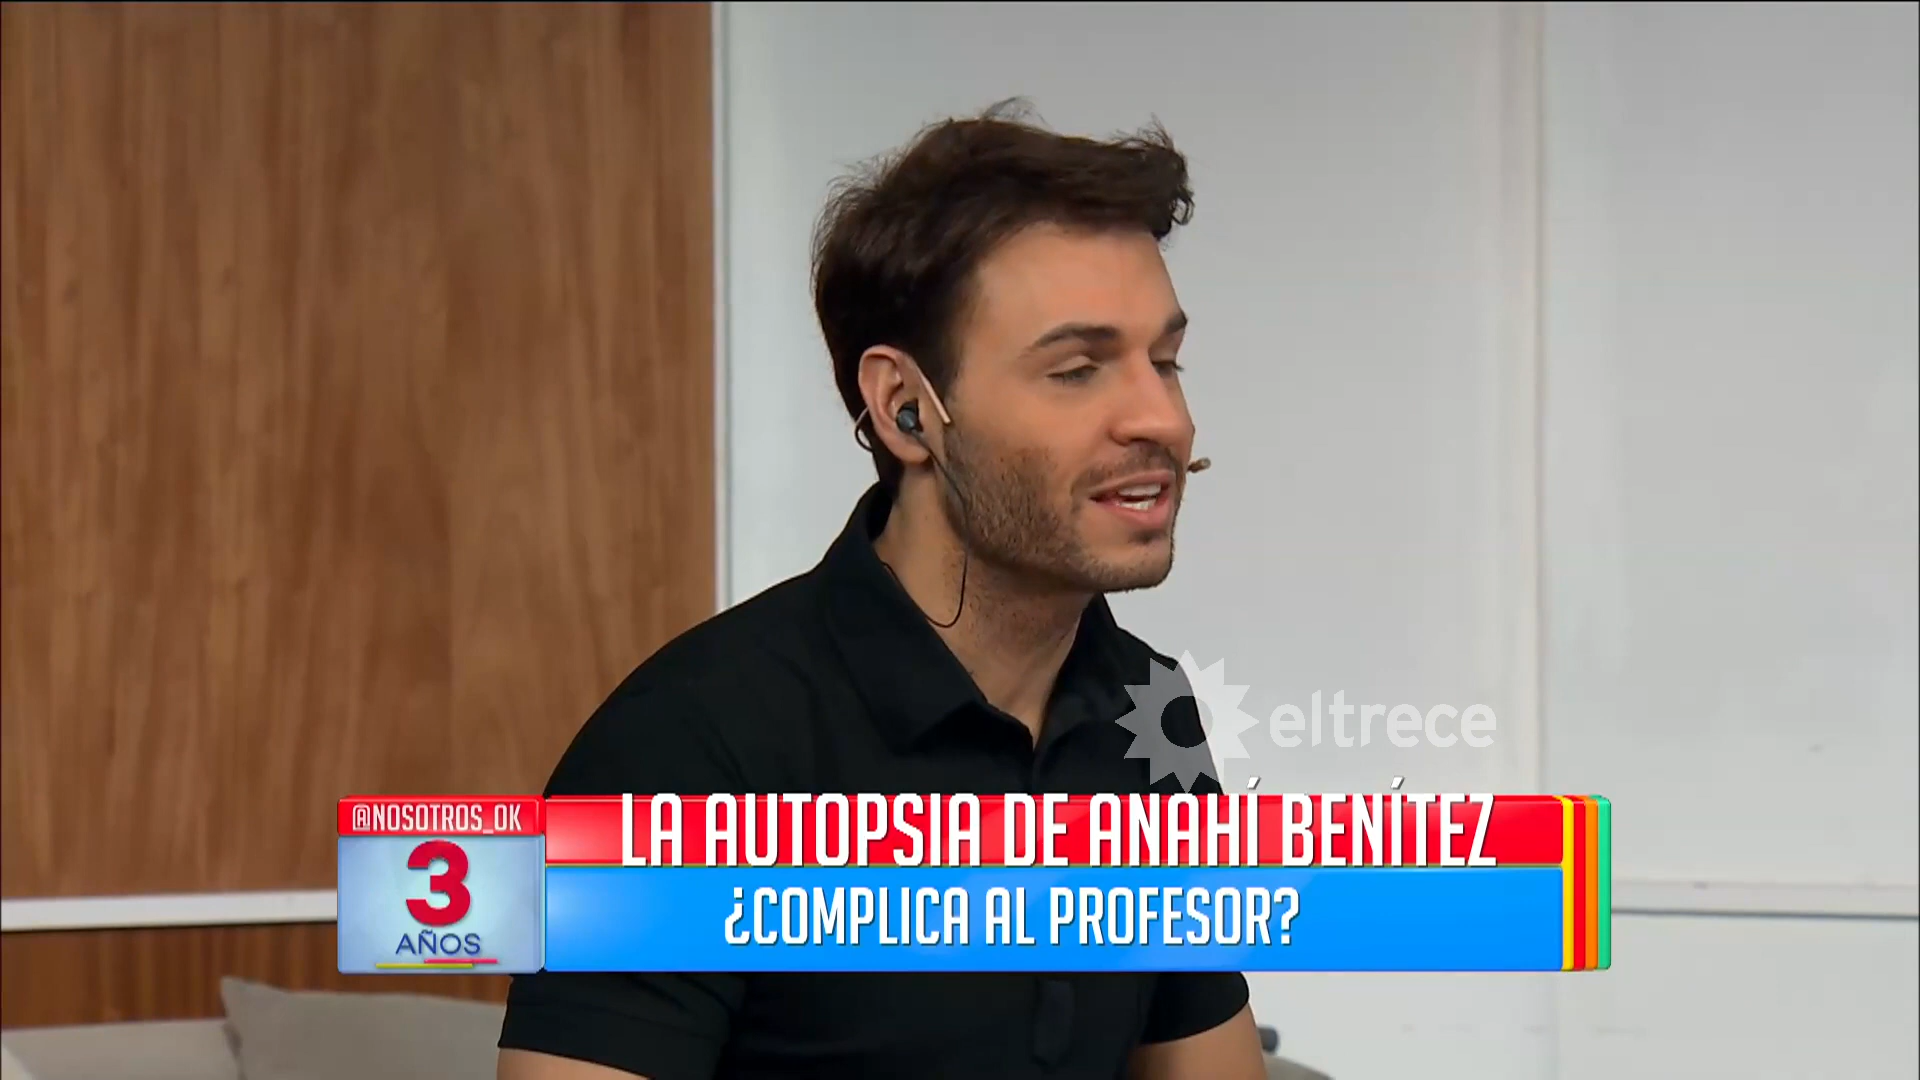 eltrece
@NOSOTROS_OK
3
AÑOS
LA AUTOPSIA DE ANAHÍ BENÍTEZ
¿COMPLICA AL PROFESOR?